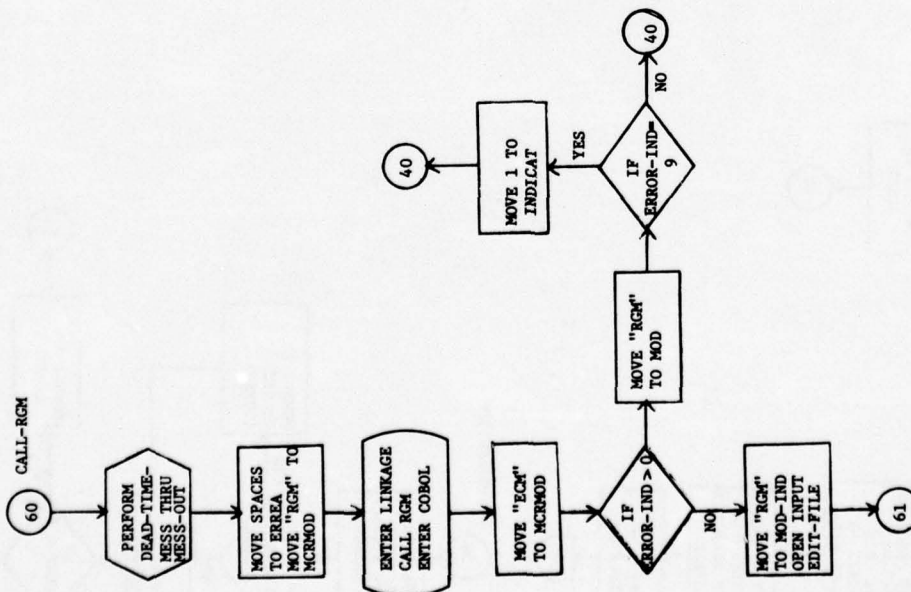 60
CALL-RGM
PERFORM
DEAD-TIME-
MESS THRU
MESS-OUT
MOVE SPACES
TO ERREA
MOVE "RGM" TO
MCRMOD
ENTER LINKAGE
CALL RGM
ENTER COBOL
MOVE "ECM"
TO MCRMOD
IF
ERROR-IND > 0
NO
MOVE "RGM"
TO MOD-IND
OPEN INPUT
EDIT-FILE
61
MOVE "RGM"
TO MOD
IF
ERROR-IND=
9
YES
MOVE 1 TO
INDICAT
40
NO
40